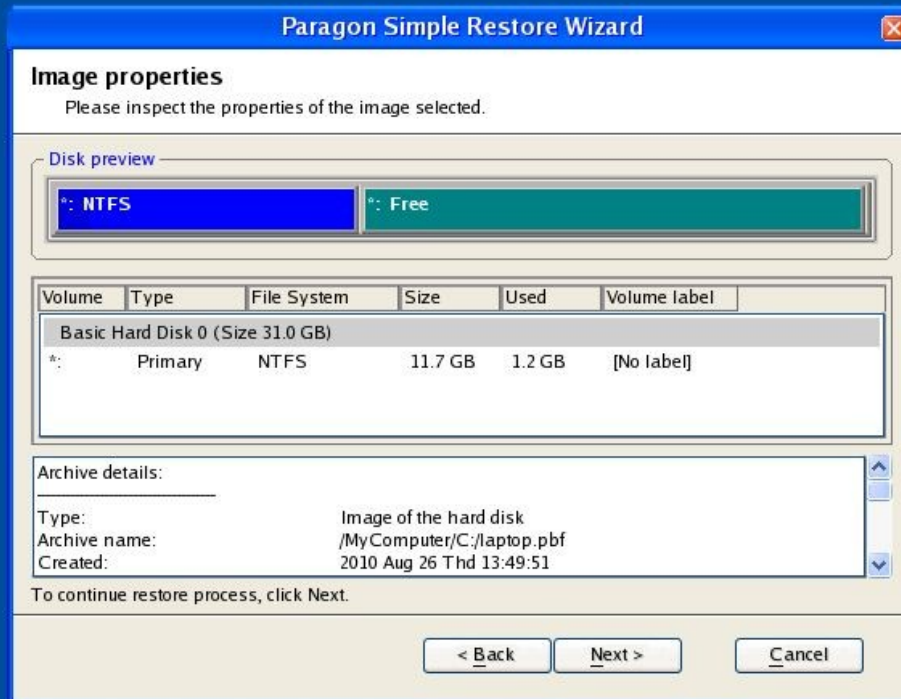 Paragon Simple Restore Wizard
Image properties
Please inspect the properties of the image selected.
Disk preview
*: NTFS *: Free
Volume Type File System Size Used Volume label
Basic Hard Disk 0 (Size 31.0 GB)
*: Primary NTFS 11.7 GB 1.2 GB [No label]
Archive details:
-----------------------------------
Type: Image of the hard disk
Archive name: /MyComputer/C:/laptop.pbf
Created: 2010 Aug 26 Thd 13:49:51
To continue restore process, click Next.
< Back Next > Cancel